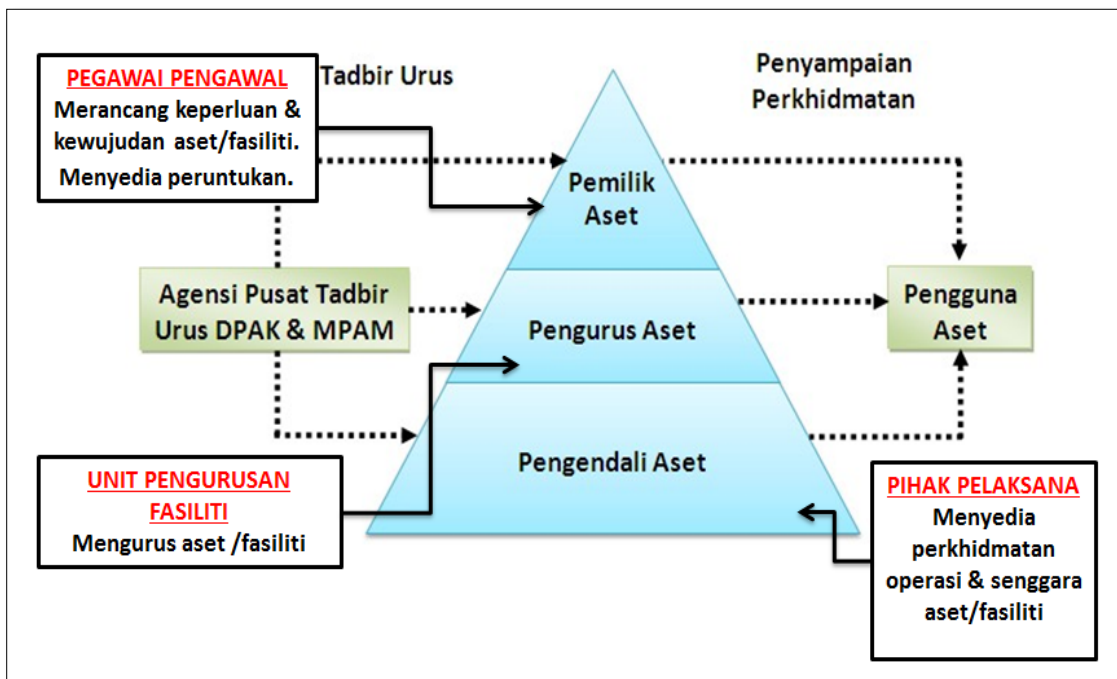 PEGAWAI PENGAWAL
Merancang keperluan &
kewujudan aset/fasiliti.
Menyedia peruntukan.
Tadbir Urus
Penyampaian
Perkhidmatan
Pemilik
Aset
Agensi Pusat Tadbir
Urus DPAK & MPAM
Pengurus Aset
Pengguna
Aset
Pengendali Aset
UNIT PENGURUSAN
FASILITI
Mengurus aset /fasiliti
PIHAK PELAKSANA
Menyedia
perkhidmatan
operasi & senggara
aset/fasiliti